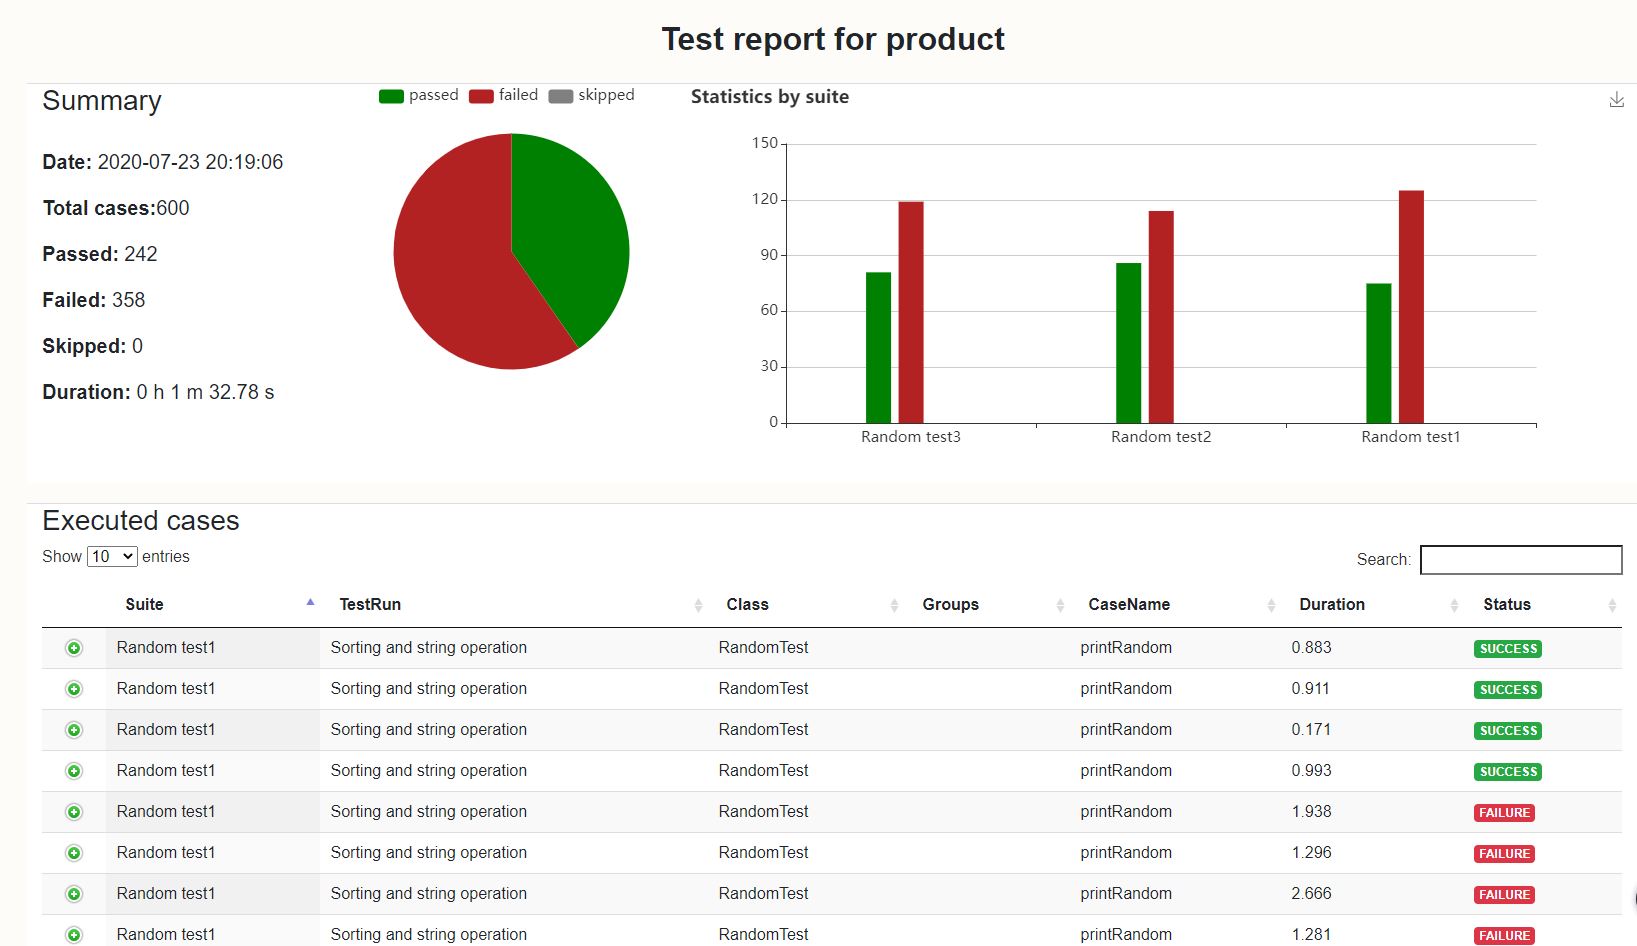 Test report for product
Summary
Date: 2020-07-23 20:19:06
Total cases:600
Passed: 242
Failed: 358
Skipped: 0
Duration: 0 h 1 m 32.78 s
passed failed skipped
Statistics by suite
150
120
90
60
30
0
Random test3 Random test2 Random test1
Executed cases
Show 10 entries
Search:
Suite TestRun Class Groups CaseName Duration Status
Random test1 Sorting and string operation RandomTest printRandom 0.883 SUCCESS
Random test1 Sorting and string operation RandomTest printRandom 0.911 SUCCESS
Random test1 Sorting and string operation RandomTest printRandom 0.171 SUCCESS
Random test1 Sorting and string operation RandomTest printRandom 0.993 SUCCESS
Random test1 Sorting and string operation RandomTest printRandom 1.938 FAILURE
Random test1 Sorting and string operation RandomTest printRandom 1.296 FAILURE
Random test1 Sorting and string operation RandomTest printRandom 2.666 FAILURE
Random test1 Sorting and string operation RandomTest printRandom 1.281 FAILURE